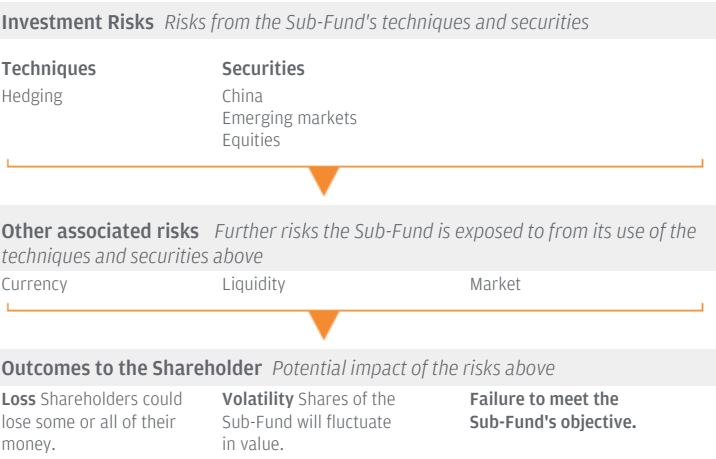 Investment Risks Risks from the Sub-Fund's techniques and securities
Techniques Securities
Hedging China
Emerging markets
Equities
Other associated risks Further risks the Sub-Fund is exposed to from its use of the
techniques and securities above
Currency Liquidity Market
Outcomes to the Shareholder Potential impact of the risks above
Loss Shareholders could
lose some or all of their
money.
Volatility Shares of the
Sub-Fund will fluctuate
in value.
Failure to meet the
Sub-Fund's objective.